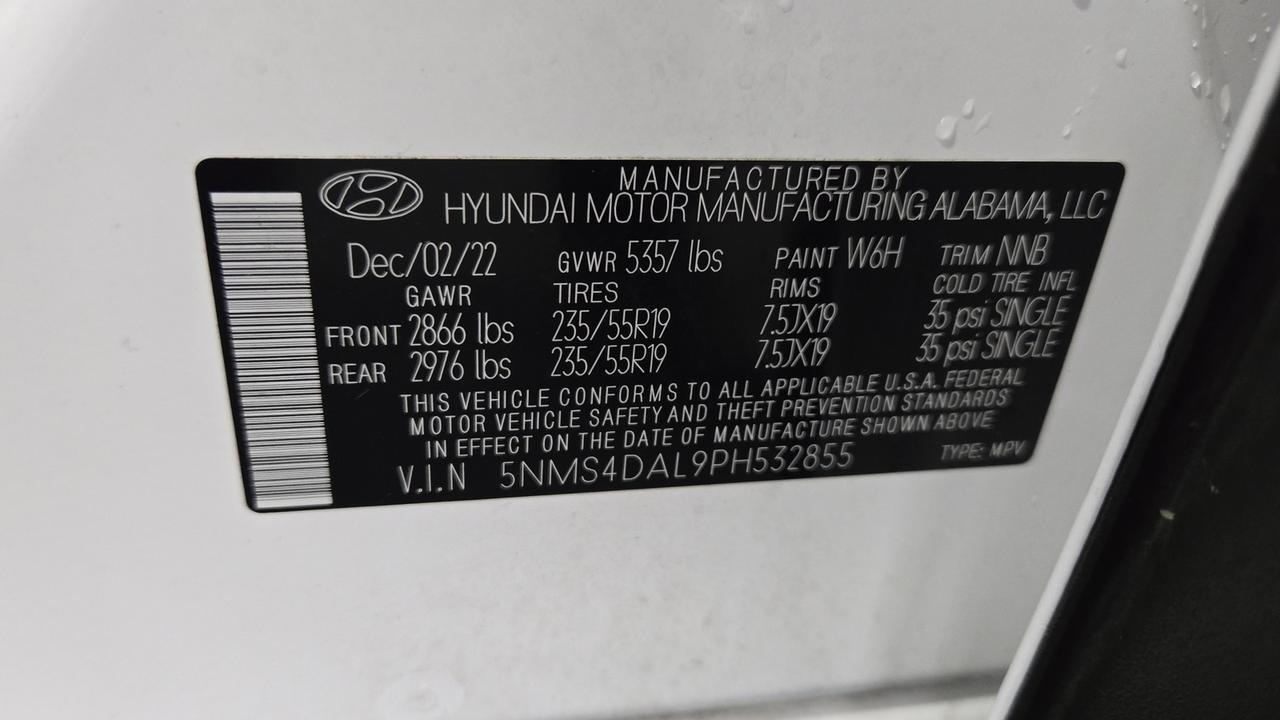 MANUFACTURED BY
HYUNDAI MOTOR MANUFACTURING ALABAMA, LLC
Dec/02/22 GVWR 5357 lbs PAINT W6H TRIM NNB
GAWR TIRES RIMS COLD TIRE INFL
FRONT 2866 lbs 235/55R19 7.5JX19 35 psi SINGLE
REAR 2976 lbs 235/55R19 7.5JX19 35 psi SINGLE
THIS VEHICLE CONFORMS TO ALL APPLICABLE U.S.A. FEDERAL
MOTOR VEHICLE SAFETY AND THEFT PREVENTION STANDARDS
IN EFFECT ON THE DATE OF MANUFACTURE SHOWN ABOVE
V.I.N 5NMS4DAL9PH532855 TYPE: MPV